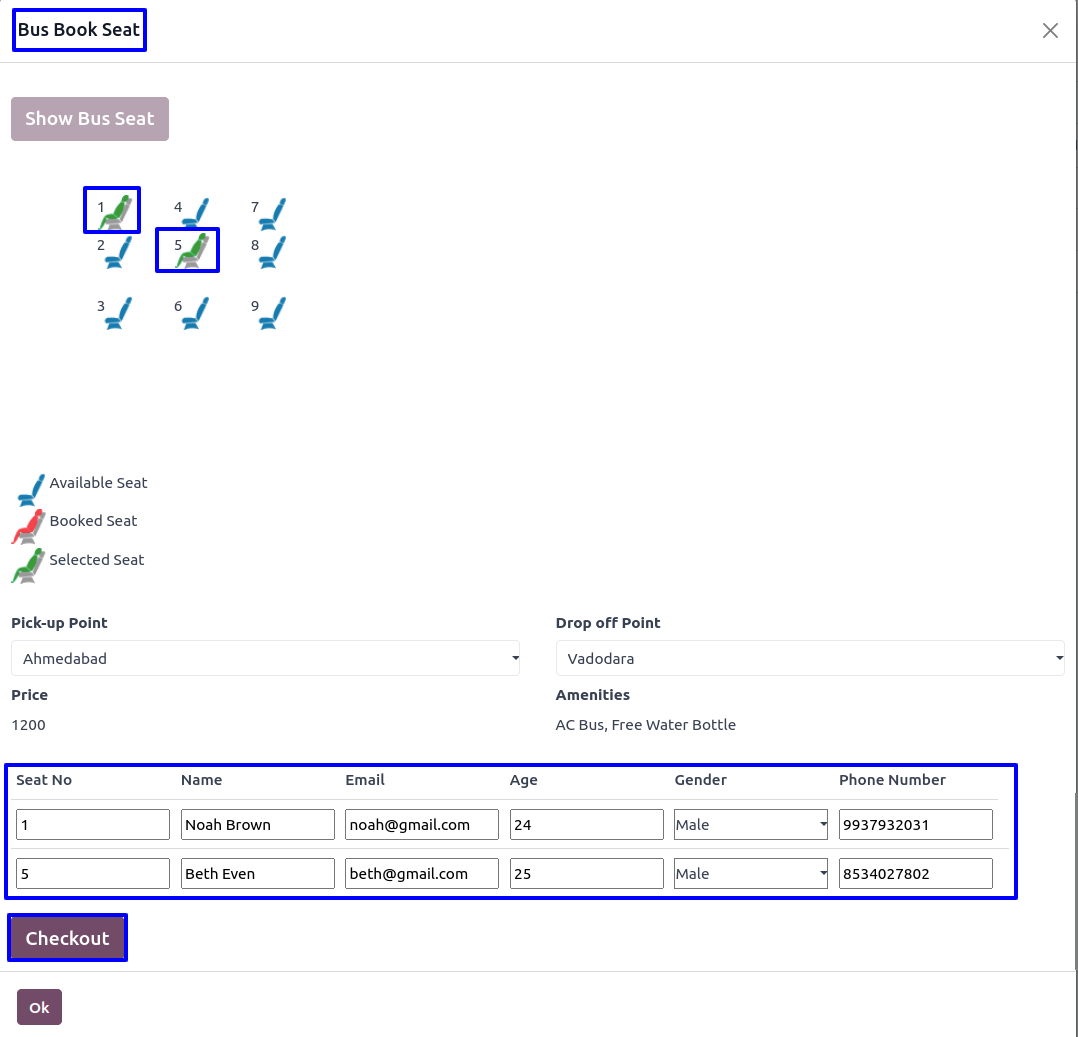 Bus Book Seat
Show Bus Seat
1 4 7
2 5 8
3 6 9
Available Seat
Booked Seat
Selected Seat
Pick-up Point Drop off Point
Ahmedabad Vadodara
Price Amenities
1200 AC Bus, Free Water Bottle
Seat No Name Email Age Gender Phone Number
1 Noah Brown noah@gmail.com 24 Male 9937932031
5 Beth Even beth@gmail.com 25 Male 8534027802
Checkout
Ok